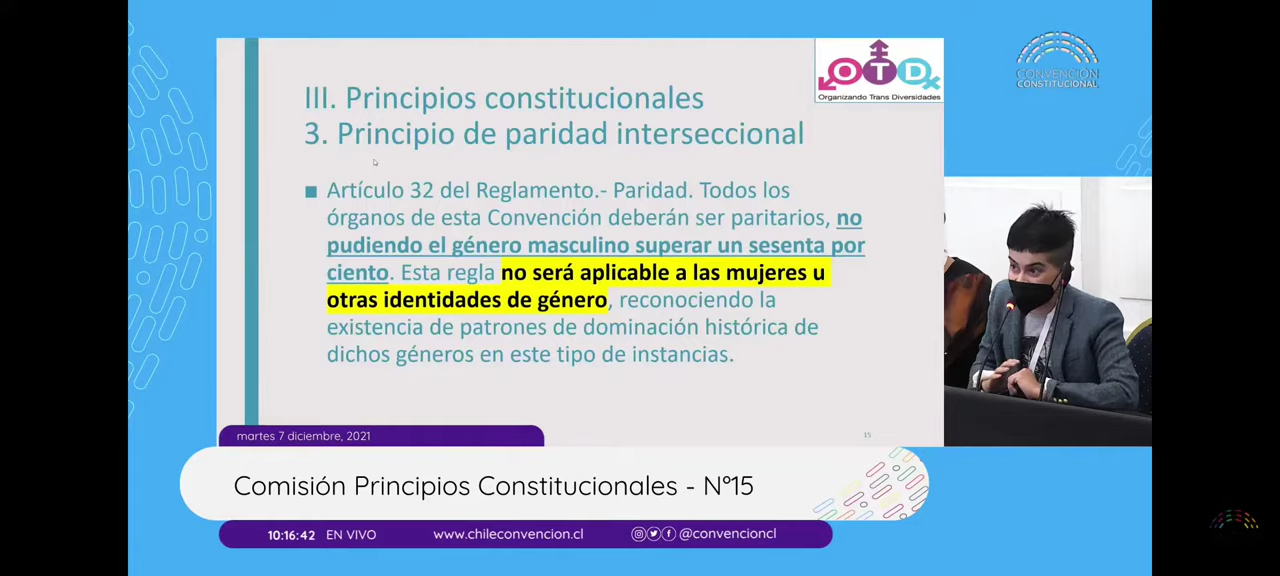 III. Principios constitucionales
3. Principio de paridad interseccional
OTD
Organizando Trans Diversidades
CONVENCIÓN
CONSTITUCIONAL
■ Artículo 32 del Reglamento.- Paridad. Todos los
órganos de esta Convención deberán ser paritarios, no
pudiendo el género masculino superar un sesenta por
ciento. Esta regla no será aplicable a las mujeres u
otras identidades de género, reconociendo la
existencia de patrones de dominación histórica de
dichos géneros en este tipo de instancias.
15
martes 7 diciembre, 2021
Comisión Principios Constitucionales - N°15
10:16:42 EN VIVO www.chileconvencion.cl @convencioncl